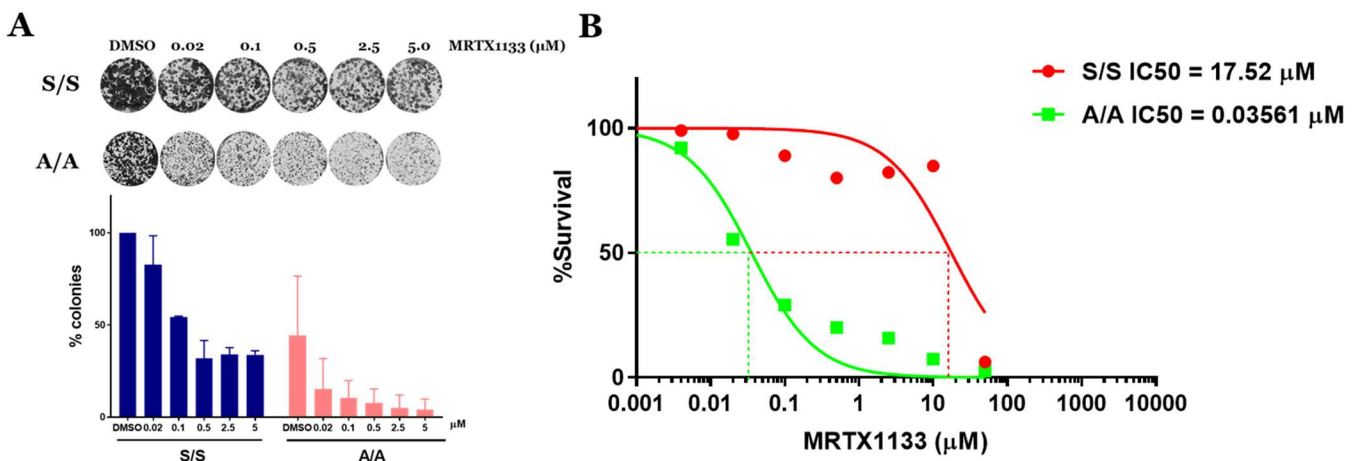 A
DMSO 0.02 0.1 0.5 2.5 5.0 MRTX1133 (μM)
S/S
A/A
% colonies
100
50
0
DMSO 0.02 0.1 0.5 2.5 5 DMSO 0.02 0.1 0.5 2.5 5 μM
S/S A/A
B
S/S IC50 = 17.52 μM
A/A IC50 = 0.03561 μM
%Survival
100
50
0
0.001 0.01 0.1 1 10 100 1000 10000
MRTX1133 (μM)